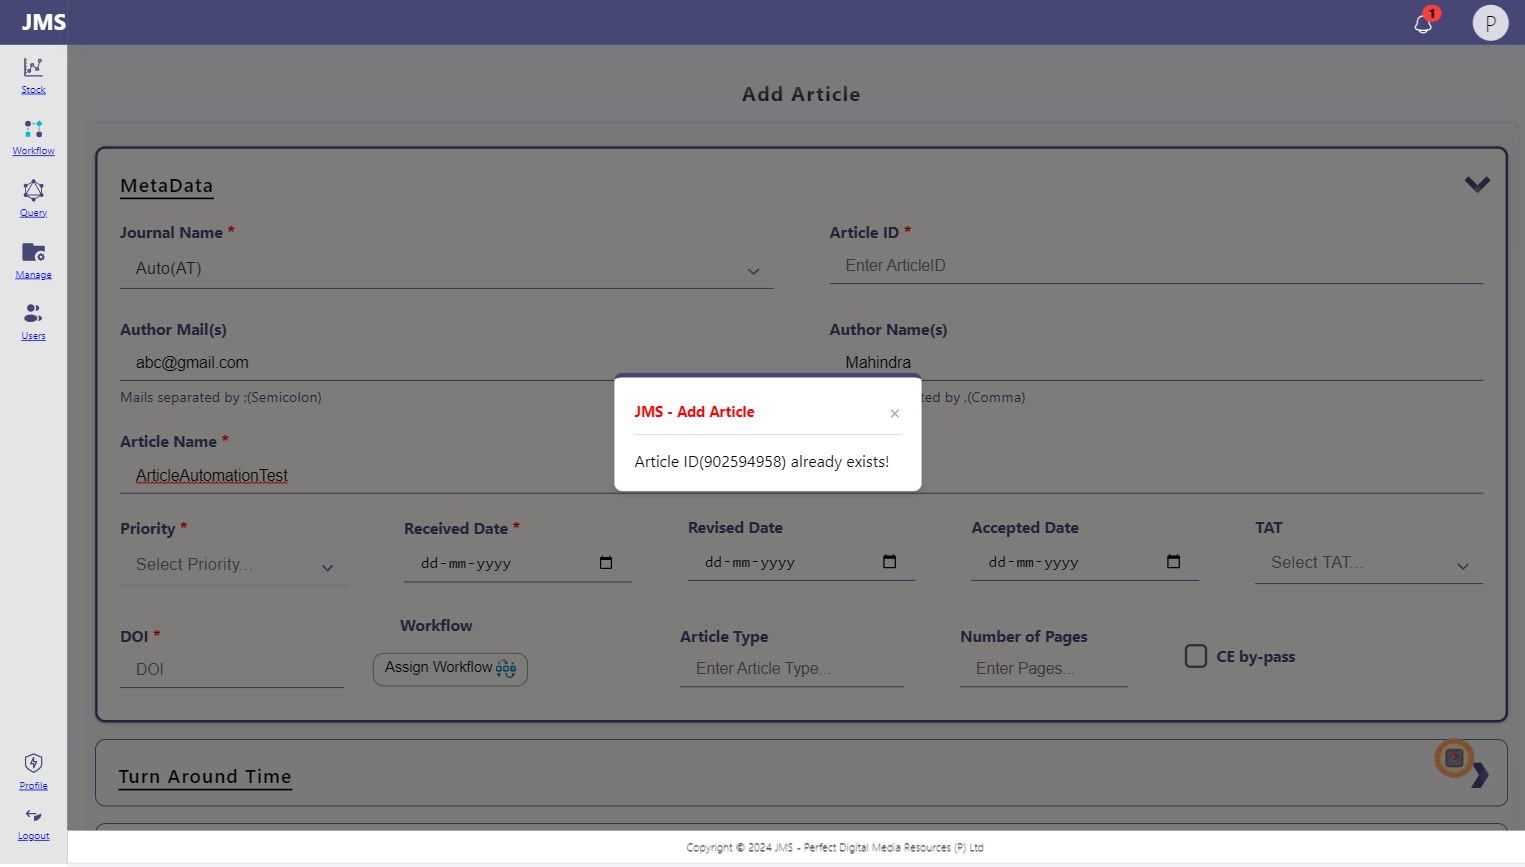 JMS
1
P
Stock
Workflow
Query
Manage
Users
Profile
Logout
Add Article
MetaData
Journal Name *
Auto(AT)
Article ID *
Enter ArticleID
Author Mail(s)
abc@gmail.com
Mails separated by ;(Semicolon)
Author Name(s)
Mahindra
ted by ,(Comma)
JMS - Add Article
×
Article ID(902594958) already exists!
Article Name *
ArticleAutomationTest
Priority *
Select Priority...
Received Date *
dd-mm-yyyy
Revised Date
dd-mm-yyyy
Accepted Date
dd-mm-yyyy
TAT
Select TAT...
DOI *
DOI
Workflow
Assign Workflow
Article Type
Enter Article Type...
Number of Pages
Enter Pages...
CE by-pass
Turn Around Time
Copyright © 2024 JMS - Perfect Digital Media Resources (P) Ltd